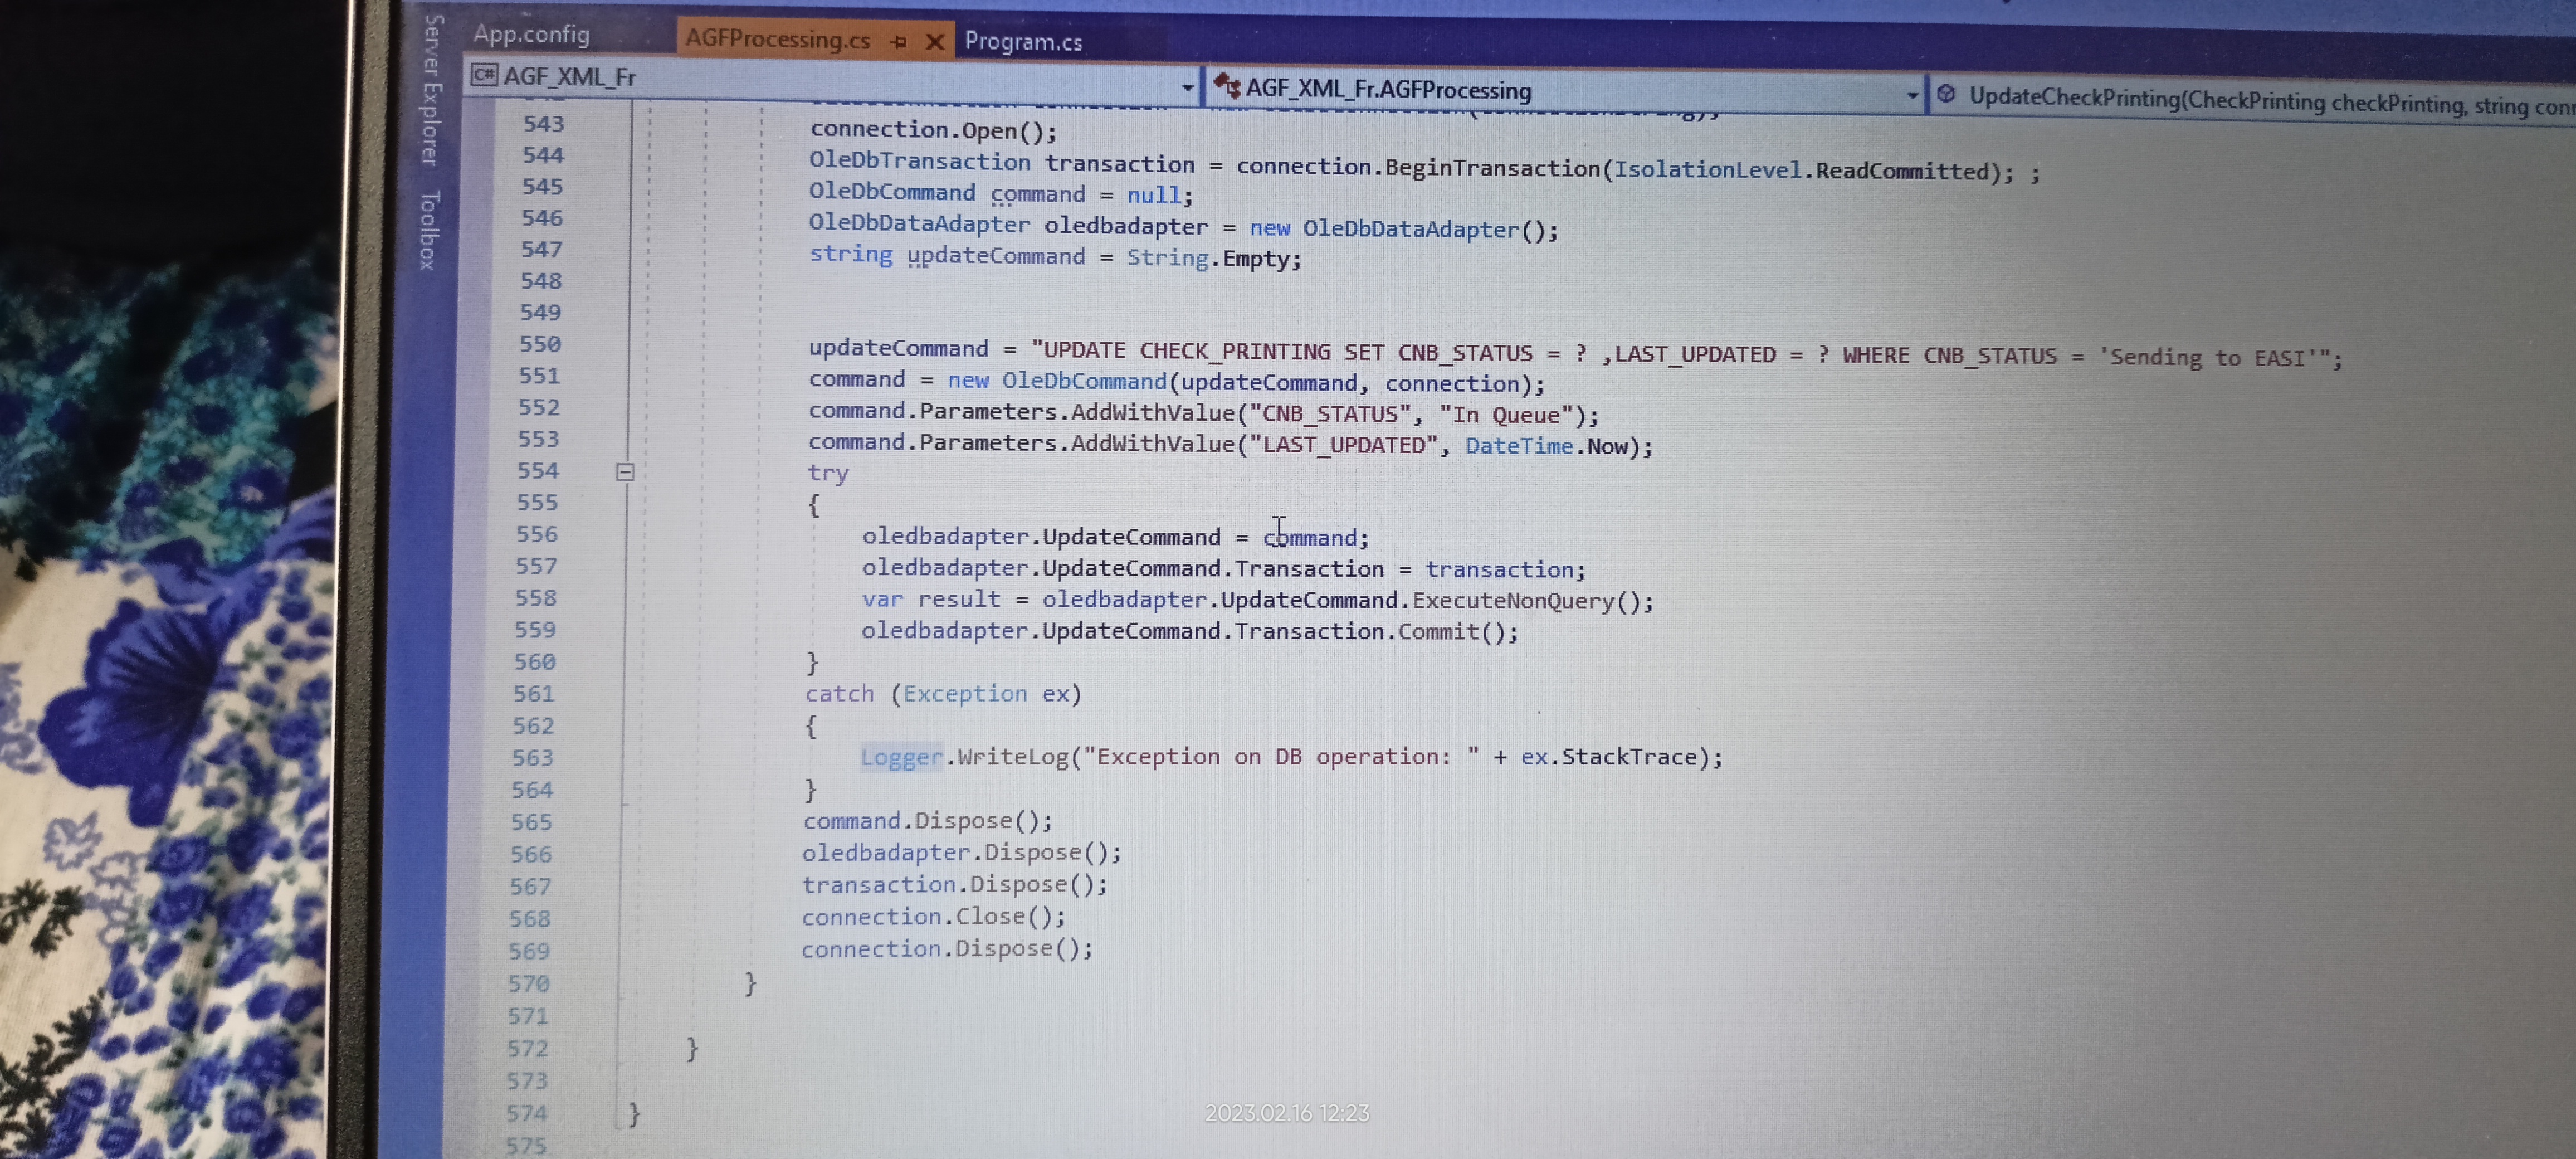 Server Explorer
Toolbox
App.config
AGFProcessing.cs
Program.cs
C# AGF_XML_Fr
AGF_XML_Fr.AGFProcessing
UpdateCheckPrinting(CheckPrinting checkPrinting, string con
543 connection.Open();
544 OleDbTransaction transaction = connection.BeginTransaction(IsolationLevel.ReadCommitted); ;
545 OleDbCommand command = null;
546 OleDbDataAdapter oledbadapter = new OleDbDataAdapter();
547 string updateCommand = String.Empty;
548
549
550 updateCommand = "UPDATE CHECK_PRINTING SET CNB_STATUS = ? ,LAST_UPDATED = ? WHERE CNB_STATUS = 'Sending to EASI'";
551 command = new OleDbCommand(updateCommand, connection);
552 command.Parameters.AddWithValue("CNB_STATUS", "In Queue");
553 command.Parameters.AddWithValue("LAST_UPDATED", DateTime.Now);
554 try
555 {
556 oledbadapter.UpdateCommand = command;
557 oledbadapter.UpdateCommand.Transaction = transaction;
558 var result = oledbadapter.UpdateCommand.ExecuteNonQuery();
559 oledbadapter.UpdateCommand.Transaction.Commit();
560 }
561 catch (Exception ex)
562 {
563 Logger.WriteLog("Exception on DB operation: " + ex.StackTrace);
564 }
565 command.Dispose();
566 oledbadapter.Dispose();
567 transaction.Dispose();
568 connection.Close();
569 connection.Dispose();
570 }
571
572 }
573
574 }
575
2023.02.16 12:23